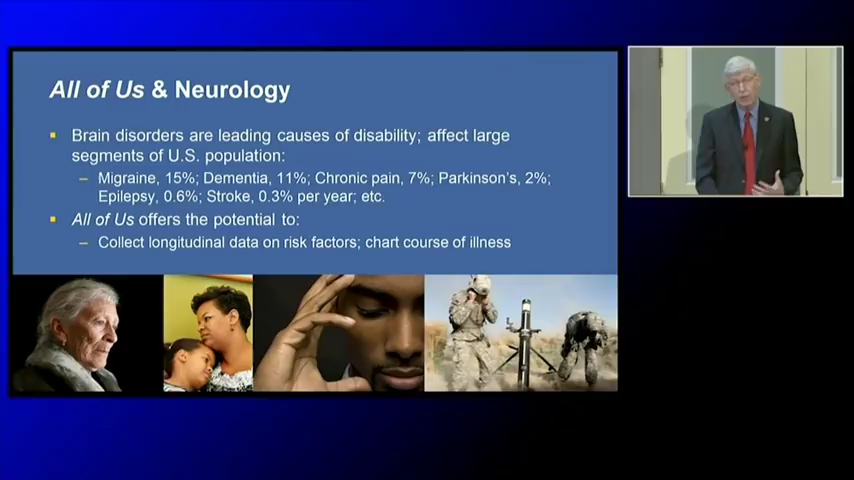 All of Us & Neurology
▪ Brain disorders are leading causes of disability; affect large
segments of U.S. population:
– Migraine, 15%; Dementia, 11%; Chronic pain, 7%; Parkinson's, 2%;
Epilepsy, 0.6%; Stroke, 0.3% per year; etc.
▪ All of Us offers the potential to:
– Collect longitudinal data on risk factors; chart course of illness